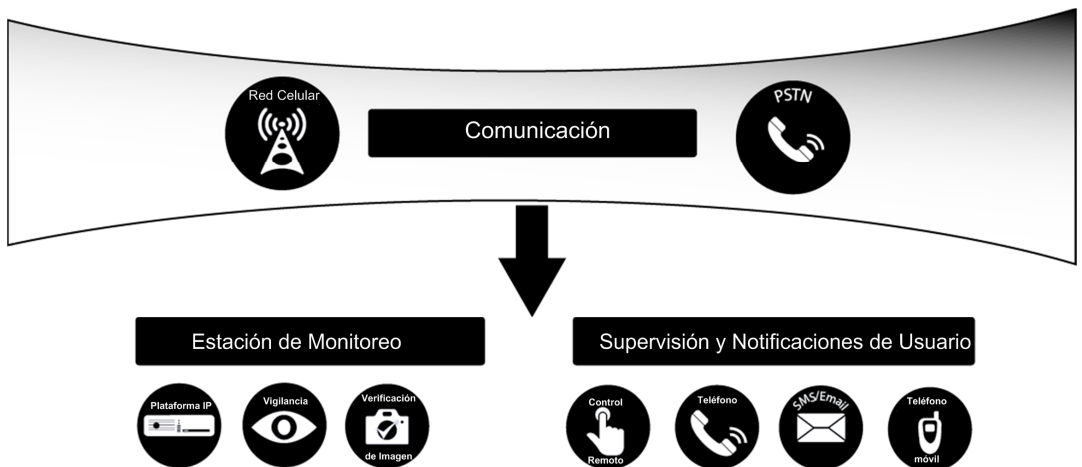 Red Celular
Comunicación
PSTN
Estación de Monitoreo
Supervisión y Notificaciones de Usuario
Plataforma IP
Vigilancia
Verificación
de Imagen
Control
Remoto
Teléfono
SMS/Email
Teléfono
móvil